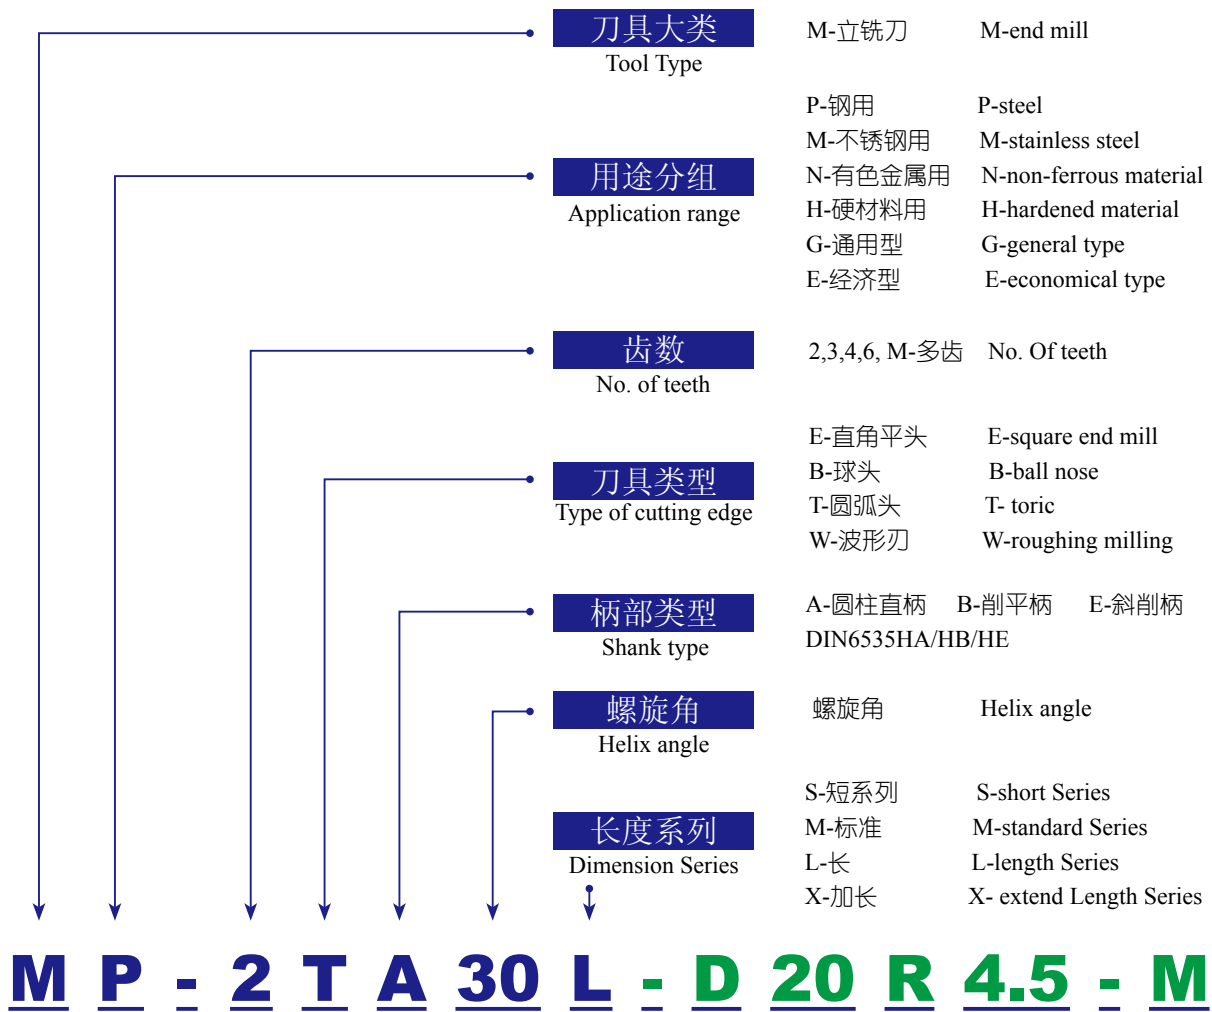 刀具大类 M-立铣刀 M-end mill
Tool Type
P-钢用 P-steel
M-不锈钢用 M-stainless steel
用途分组 N-有色金属用 N-non-ferrous material
Application range H-硬材料用 H-hardened material
G-通用型 G-general type
E-经济型 E-economical type
齿数 2,3,4,6, M-多齿 No. Of teeth
No. of teeth
E-直角平头 E-square end mill
刀具类型 B-球头 B-ball nose
Type of cutting edge T-圆弧头 T- toric
W-波形刃 W-roughing milling
柄部类型 A-圆柱直柄 B-削平柄 E-斜削柄
Shank type DIN6535HA/HB/HE
螺旋角 螺旋角 Helix angle
Helix angle
S-短系列 S-short Series
长度系列 M-标准 M-standard Series
Dimension Series L-长 L-length Series
X-加长 X- extend Length Series
M P - 2 T A 30 L - D 20 R 4.5 - M